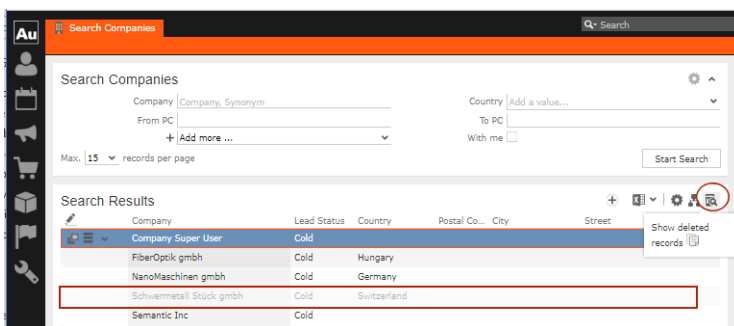 Au
Search Companies
Search
Search Companies
Company Company, Synonym
Country Add a value...
From PC
To PC
Add more ...
With me
Max. 15 records per page
Start Search
Search Results
Company Lead Status Country Postal Co... City Street
Show deleted records
Company Super User Cold
FiberOptik gmbh Cold Hungary
NanoMaschinen gmbh Cold Germany
Schwermetall Stück gmbh Cold Switzerland
Semantic Inc Cold